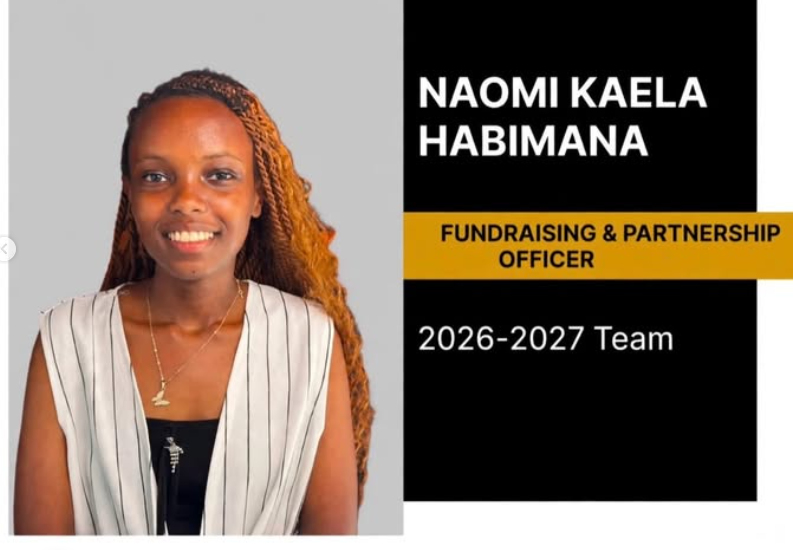 NAOMI KAELA
HABIMANA
FUNDRAISING & PARTNERSHIP
OFFICER
2026-2027 Team